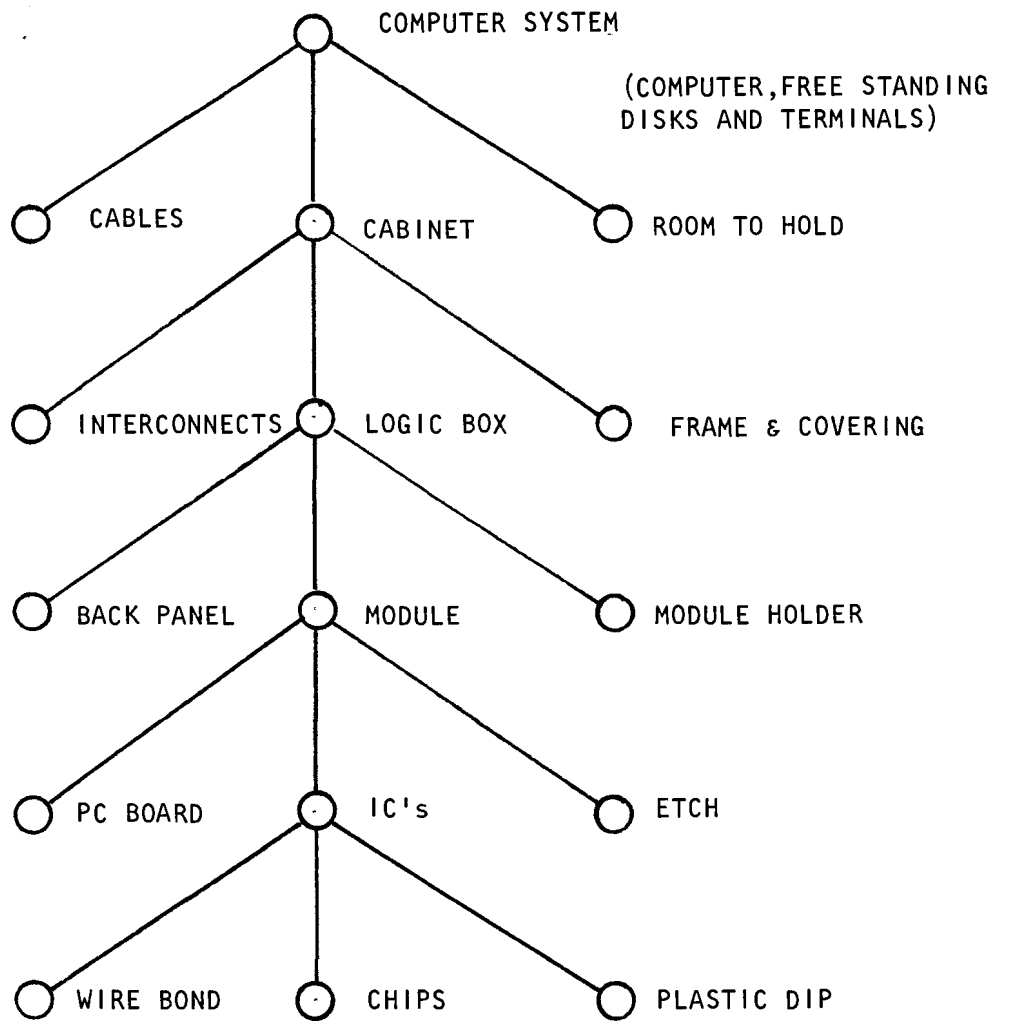 COMPUTER SYSTEM
(COMPUTER,FREE STANDING
DISKS AND TERMINALS)
CABLES
CABINET
ROOM TO HOLD
INTERCONNECTS
LOGIC BOX
FRAME & COVERING
BACK PANEL
MODULE
MODULE HOLDER
PC BOARD
IC's
ETCH
WIRE BOND
CHIPS
PLASTIC DIP